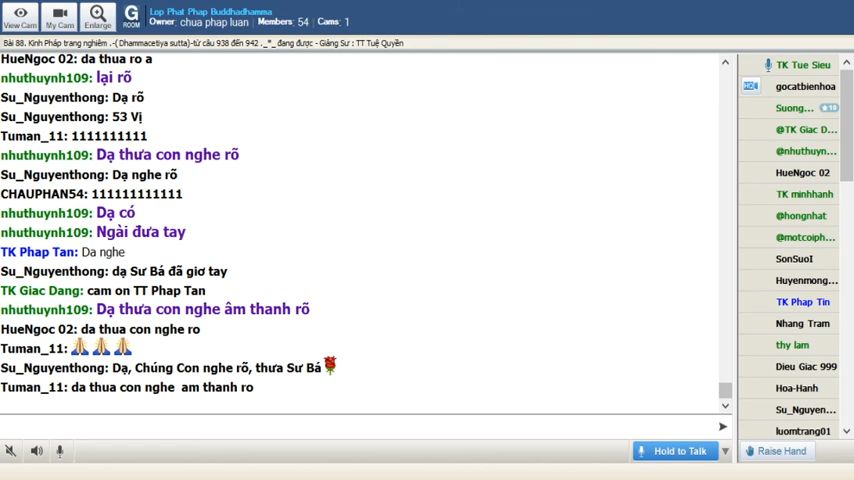 View Cam
My Cam
Enlarge
G
ROOM
Lop Phat Phap Buddhadhamma
Owner: chua phap luan
Members: 54
Cams: 1
Bài 88. Kinh Pháp trang nghiêm .-( Dhammacetiya sutta)-từ câu 938 đến 942 ._*_ đang được - Giảng Sư : TT Tuệ Quyền
HueNgoc 02: da thua ro a
nhuthuynh109: lại rõ
Su_Nguyenthong: Dạ rõ
Su_Nguyenthong: 53 Vị
Tuman_11: 1111111111
nhuthuynh109: Dạ thưa con nghe rõ
Su_Nguyenthong: Dạ nghe rõ
CHAUPHAN54: 111111111111
nhuthuynh109: Dạ có
nhuthuynh109: Ngài đưa tay
TK Phap Tan: Da nghe
Su_Nguyenthong: dạ Sư Bá đã giơ tay
TK Giac Dang: cam on TT Phap Tan
nhuthuynh109: Dạ thưa con nghe âm thanh rõ
HueNgoc 02: da thua con nghe ro
Tuman_11:
Su_Nguyenthong: Dạ, Chúng Con nghe rõ, thưa Sư Bá
Tuman_11: da thua con nghe am thanh ro
Hold to Talk
TK Tue Sieu
HD
gocatbienhoa
Suong... ★18
@TK Giac D...
@nhuthuyn...
HueNgoc 02
TK minhhanh
@hongnhat
@motcoiph...
SonSuoI
Huyenmong...
TK Phap Tin
Nhang Tram
thy lam
Dieu Giac 999
Hoa-Hanh
Su_Nguyen...
luomtrang01
Raise Hand